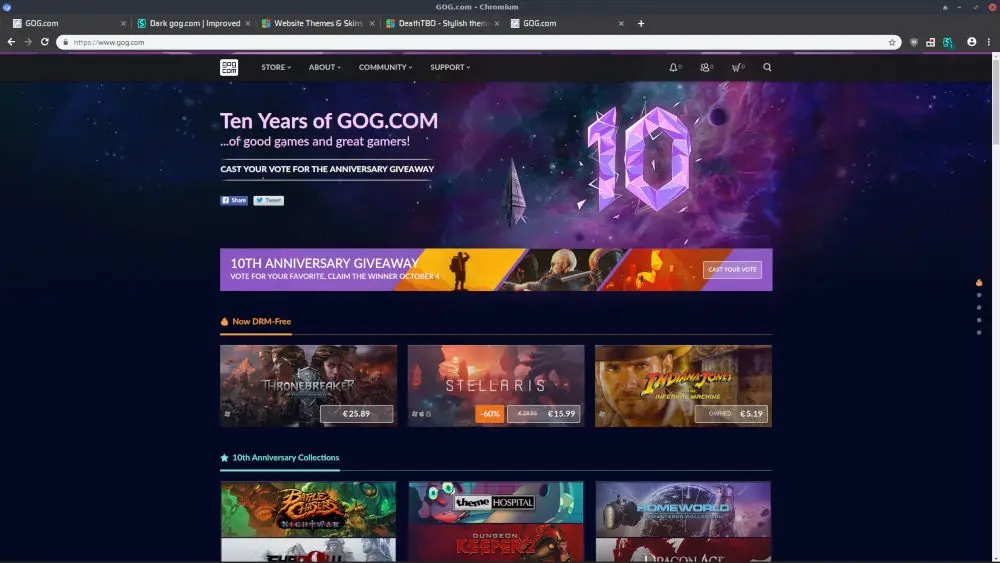 GOG.com - Chromium
GOG.com
Dark gog.com | Improved
Website Themes & Skins
DeathTBO - Stylish them
GOG.com
https://www.gog.com
gog
com
STORE
ABOUT
COMMUNITY
SUPPORT
0
0
0
Ten Years of GOG.COM
...of good games and great gamers!
CAST YOUR VOTE FOR THE ANNIVERSARY GIVEAWAY
Share
Tweet
10
10TH ANNIVERSARY GIVEAWAY
VOTE FOR YOUR FAVORITE, CLAIM THE WINNER OCTOBER 4
CAST YOUR VOTE
Now DRM-Free
THRONEBREAKER
€ 25.89
STELLARIS
-60%
€ 39.99
€ 15.99
INDIANA JONES
AND THE
INFERNAL MACHINE
OWNED
€ 5.19
10th Anniversary Collections
BATTLE
CHASERS
NIGHTWAR
theme HOSPITAL
HOMEWORLD
REMASTERED COLLECTION
DUNGEON
KEEPER 2
DRAGON AGE